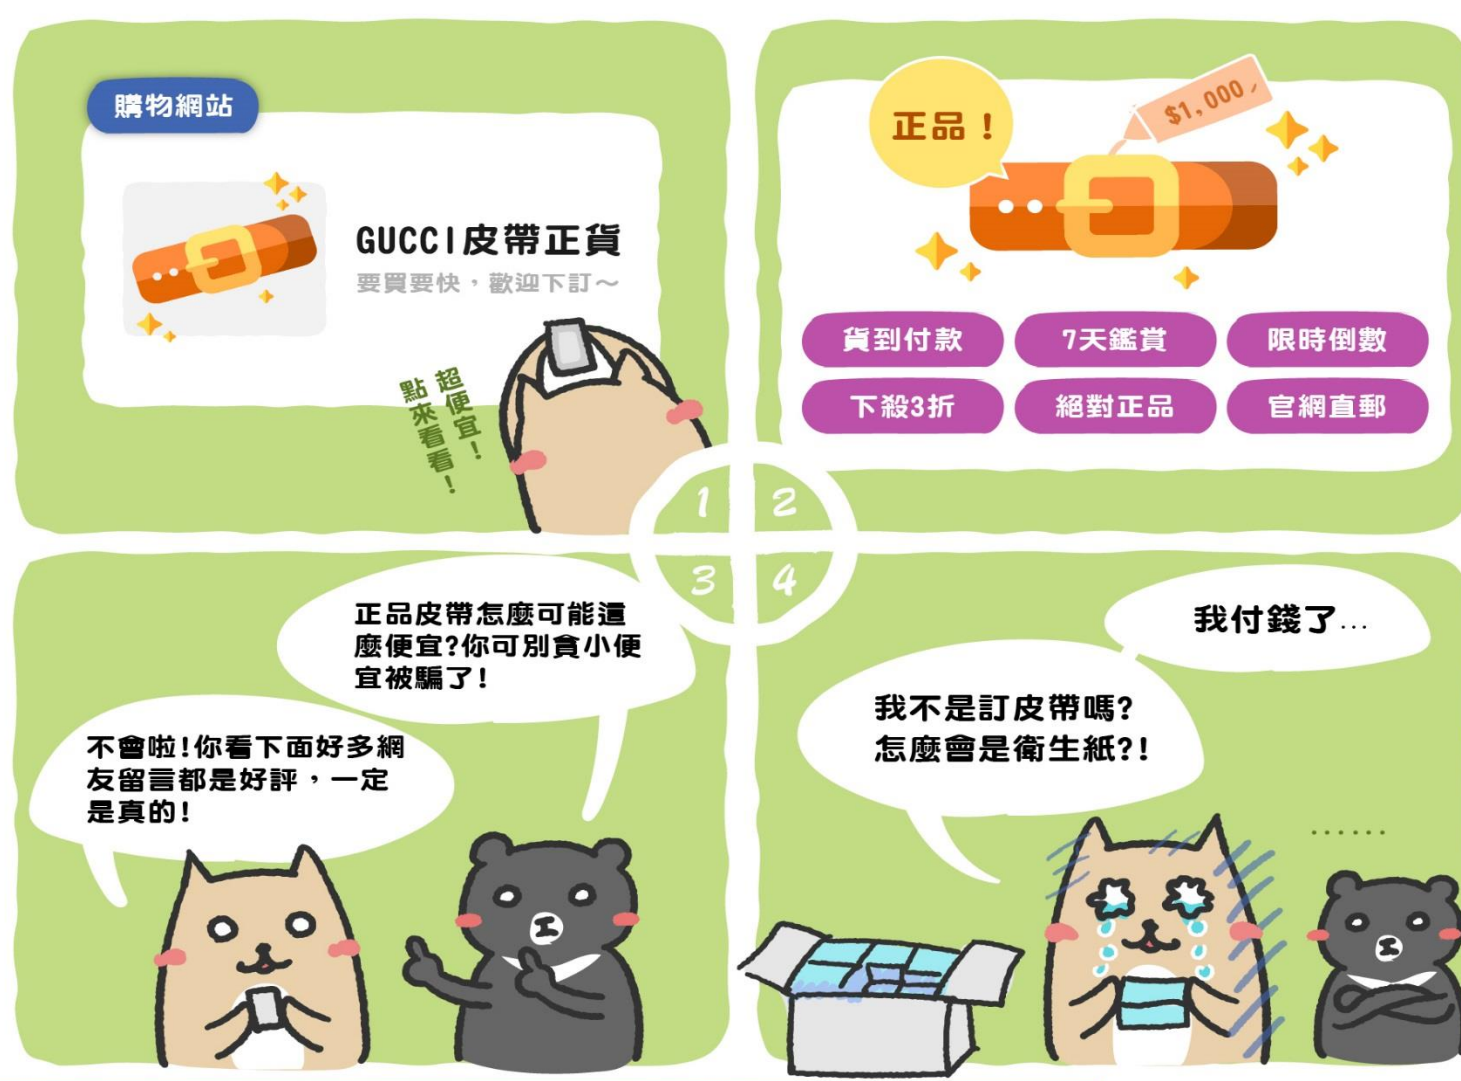 購物網站
GUCCI皮帶正貨
要買要快，歡迎下訂～
超便宜！
點來看看！
正品！
$1,000
貨到付款
7天鑑賞
限時倒數
下殺3折
絕對正品
官網直郵
1
2
3
4
正品皮帶怎麼可能這
麼便宜?你可別貪小便
宜被騙了!
不會啦!你看下面好多網
友留言都是好評，一定
是真的!
我付錢了...
我不是訂皮帶嗎?
怎麼會是衛生紙?!
......